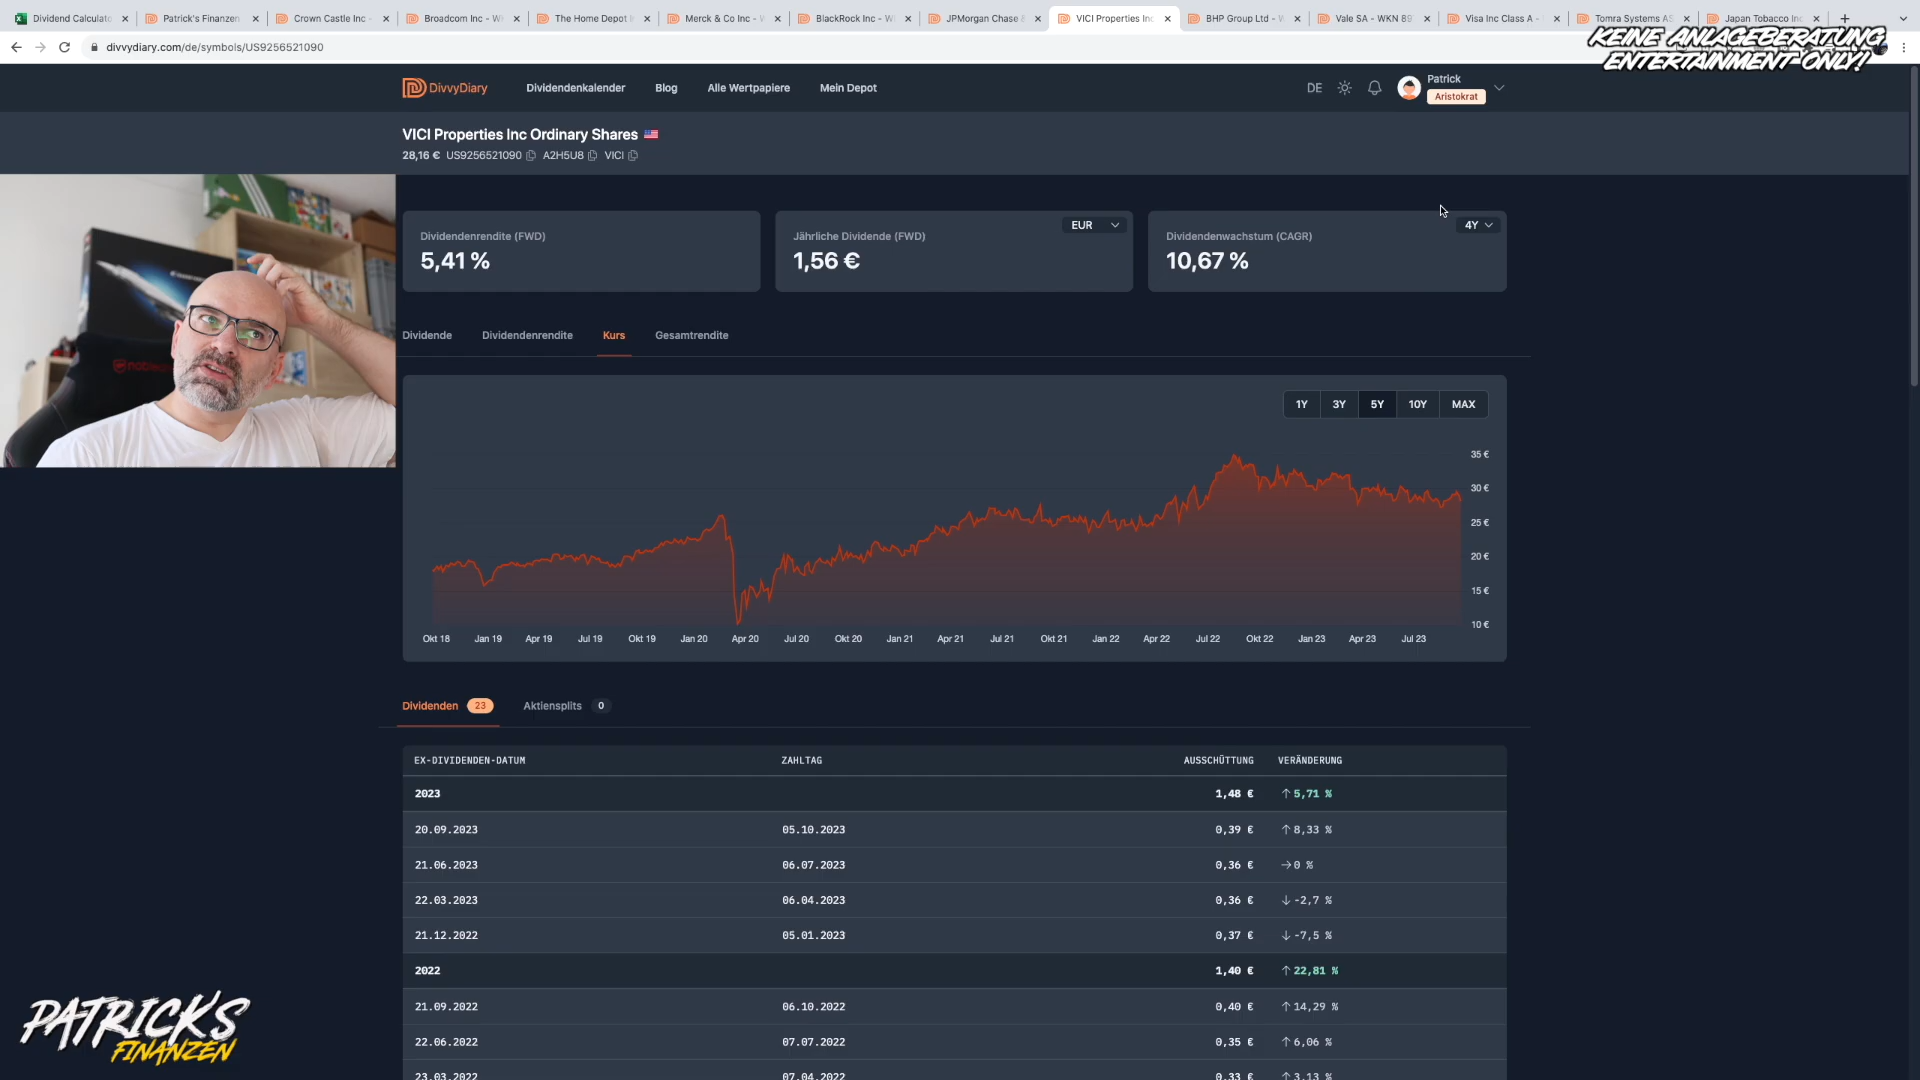 Dividend Calculato
Patrick's Finanzen
Crown Castle Inc -
Broadcom Inc - W
The Home Depot I
Merck & Co Inc -
BlackRock Inc - W
JPMorgan Chase &
VICI Properties Inc
BHP Group Ltd - W
Vale SA - WKN 89
Visa Inc Class A -
Tomra Systems AS
Japan Tobacco Inc
divvydiary.com/de/symbols/US9256521090
KEINE ANLAGEBERATUNG
ENTERTAINMENT ONLY!
DivvyDiary
Dividendenkalender
Blog
Alle Wertpapiere
Mein Depot
DE
Patrick
Aristokrat
VICI Properties Inc Ordinary Shares
28,16 € US9256521090 A2H5U8 VICI
Dividendenrendite (FWD)
5,41 %
Jährliche Dividende (FWD)
EUR
1,56 €
Dividendenwachstum (CAGR)
4Y
10,67 %
Dividende
Dividendenrendite
Kurs
Gesamtrendite
1Y 3Y 5Y 10Y MAX
35 €
30 €
25 €
20 €
15 €
10 €
Okt 18 Jan 19 Apr 19 Jul 19 Okt 19 Jan 20 Apr 20 Jul 20 Okt 20 Jan 21 Apr 21 Jul 21 Okt 21 Jan 22 Apr 22 Jul 22 Okt 22 Jan 23 Apr 23 Jul 23
Dividenden 23
Aktiensplits 0
EX-DIVIDENDEN-DATUM ZAHLTAG AUSSCHÜTTUNG VERÄNDERUNG
2023 1,48 € ↑ 5,71 %
20.09.2023 05.10.2023 0,39 € ↑ 8,33 %
21.06.2023 06.07.2023 0,36 € → 0 %
22.03.2023 06.04.2023 0,36 € ↓ -2,7 %
21.12.2022 05.01.2023 0,37 € ↓ -7,5 %
2022 1,40 € ↑ 22,81 %
21.09.2022 06.10.2022 0,40 € ↑ 14,29 %
22.06.2022 07.07.2022 0,35 € ↑ 6,06 %
23.03.2022 07.04.2022 0,33 € ↑ 3,13 %
PATRICKS
FINANZEN